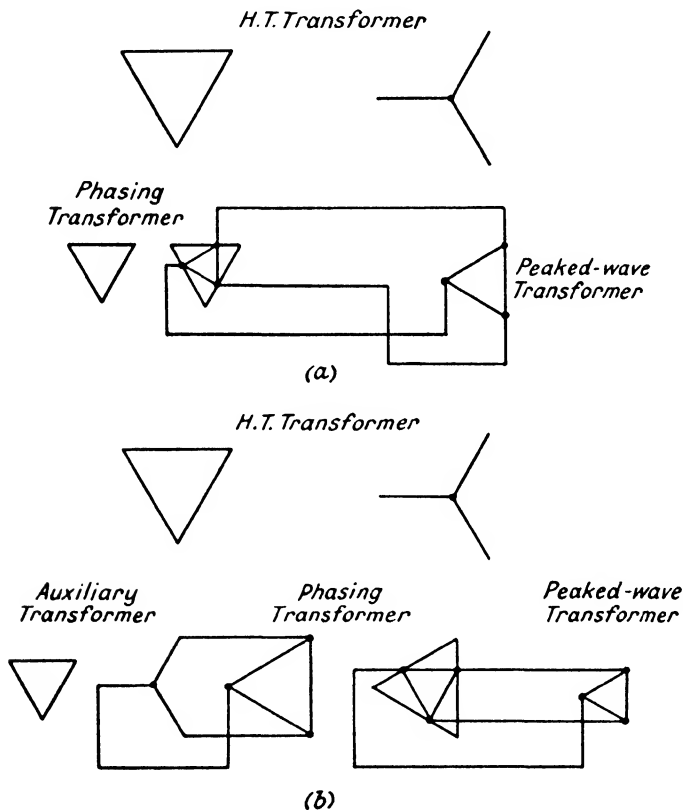 H.T. Transformer
Phasing
Transformer
Peaked-wave
Transformer
(a)
H.T. Transformer
Auxiliary
Transformer
Phasing
Transformer
Peaked-wave
Transformer
(b)